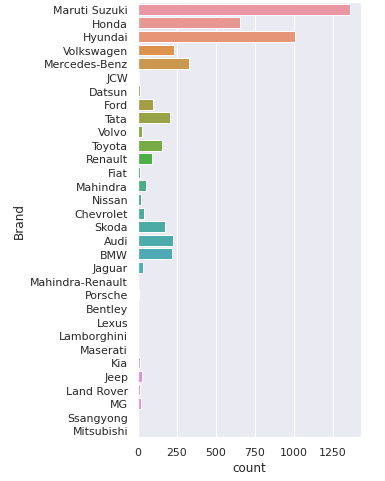 Maruti Suzuki
Honda
Hyundai
Volkswagen
Mercedes-Benz
JCW
Datsun
Ford
Tata
Volvo
Toyota
Renault
Fiat
Mahindra
Nissan
Chevrolet
Skoda
Audi
BMW
Jaguar
Mahindra-Renault
Porsche
Bentley
Lexus
Lamborghini
Maserati
Kia
Jeep
Land Rover
MG
Ssangyong
Mitsubishi
Brand
0 250 500 750 1000 1250
count